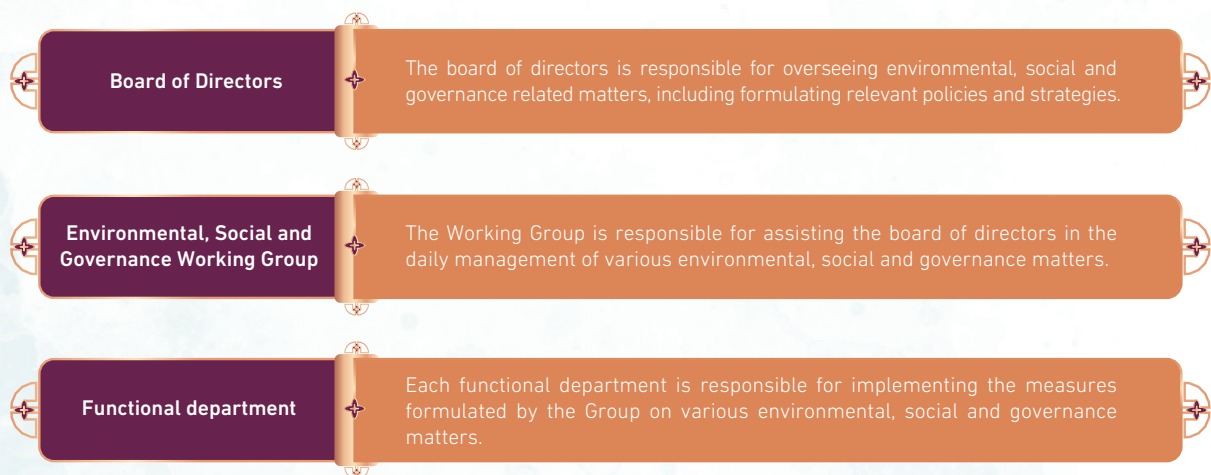 Board of Directors
The board of directors is responsible for overseeing environmental, social and
governance related matters, including formulating relevant policies and strategies.
Environmental, Social and
Governance Working Group
The Working Group is responsible for assisting the board of directors in the
daily management of various environmental, social and governance matters.
Functional department
Each functional department is responsible for implementing the measures
formulated by the Group on various environmental, social and governance
matters.